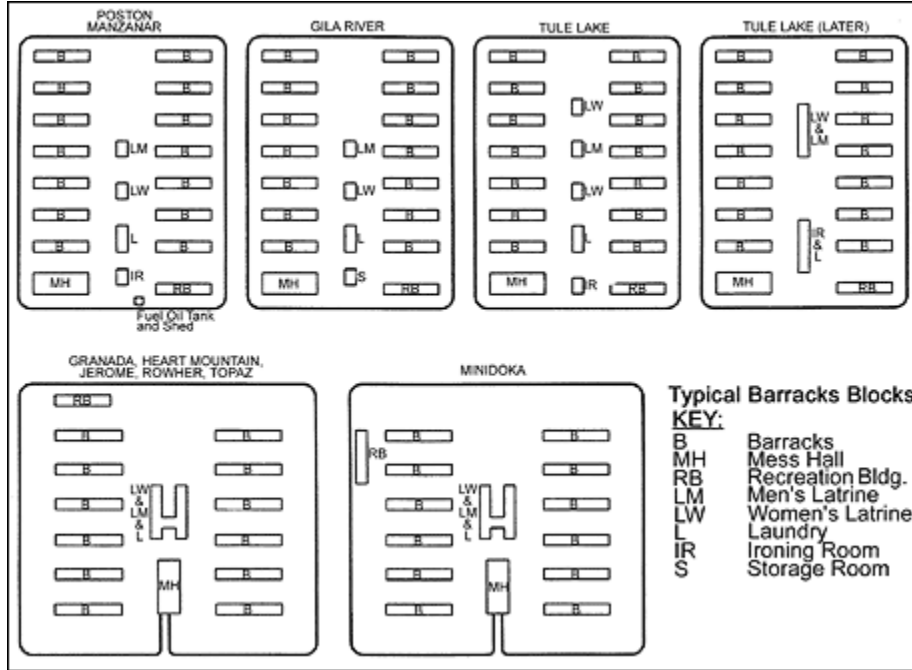 POSTON
MANZANAR
B B
B B
B B
B LM B
B LW B
B B
B L B
MH IR RB
Fuel Oil Tank
and Shed
GILA RIVER
B B
B B
B B
B LM B
B LW B
B B
B L B
MH S RB
TULE LAKE
B B
B B
LW
B B
B LM B
B LW B
B B
B L B
MH IR RB
TULE LAKE (LATER)
B B
B B
B LW B
&
B LM B
B B
B B
IR
B & B
L
MH RB
GRANADA, HEART MOUNTAIN,
JEROME, ROWHER, TOPAZ
RB
B B
B B
LW
&
LM
&
L
B B
B B
B MH B
B B
MINIDOKA
RB
B B
B B
LW
&
LM
&
L
B B
B B
B MH B
B B
Typical Barracks Blocks
KEY:
B Barracks
MH Mess Hall
RB Recreation Bldg.
LM Men's Latrine
LW Women's Latrine
L Laundry
IR Ironing Room
S Storage Room